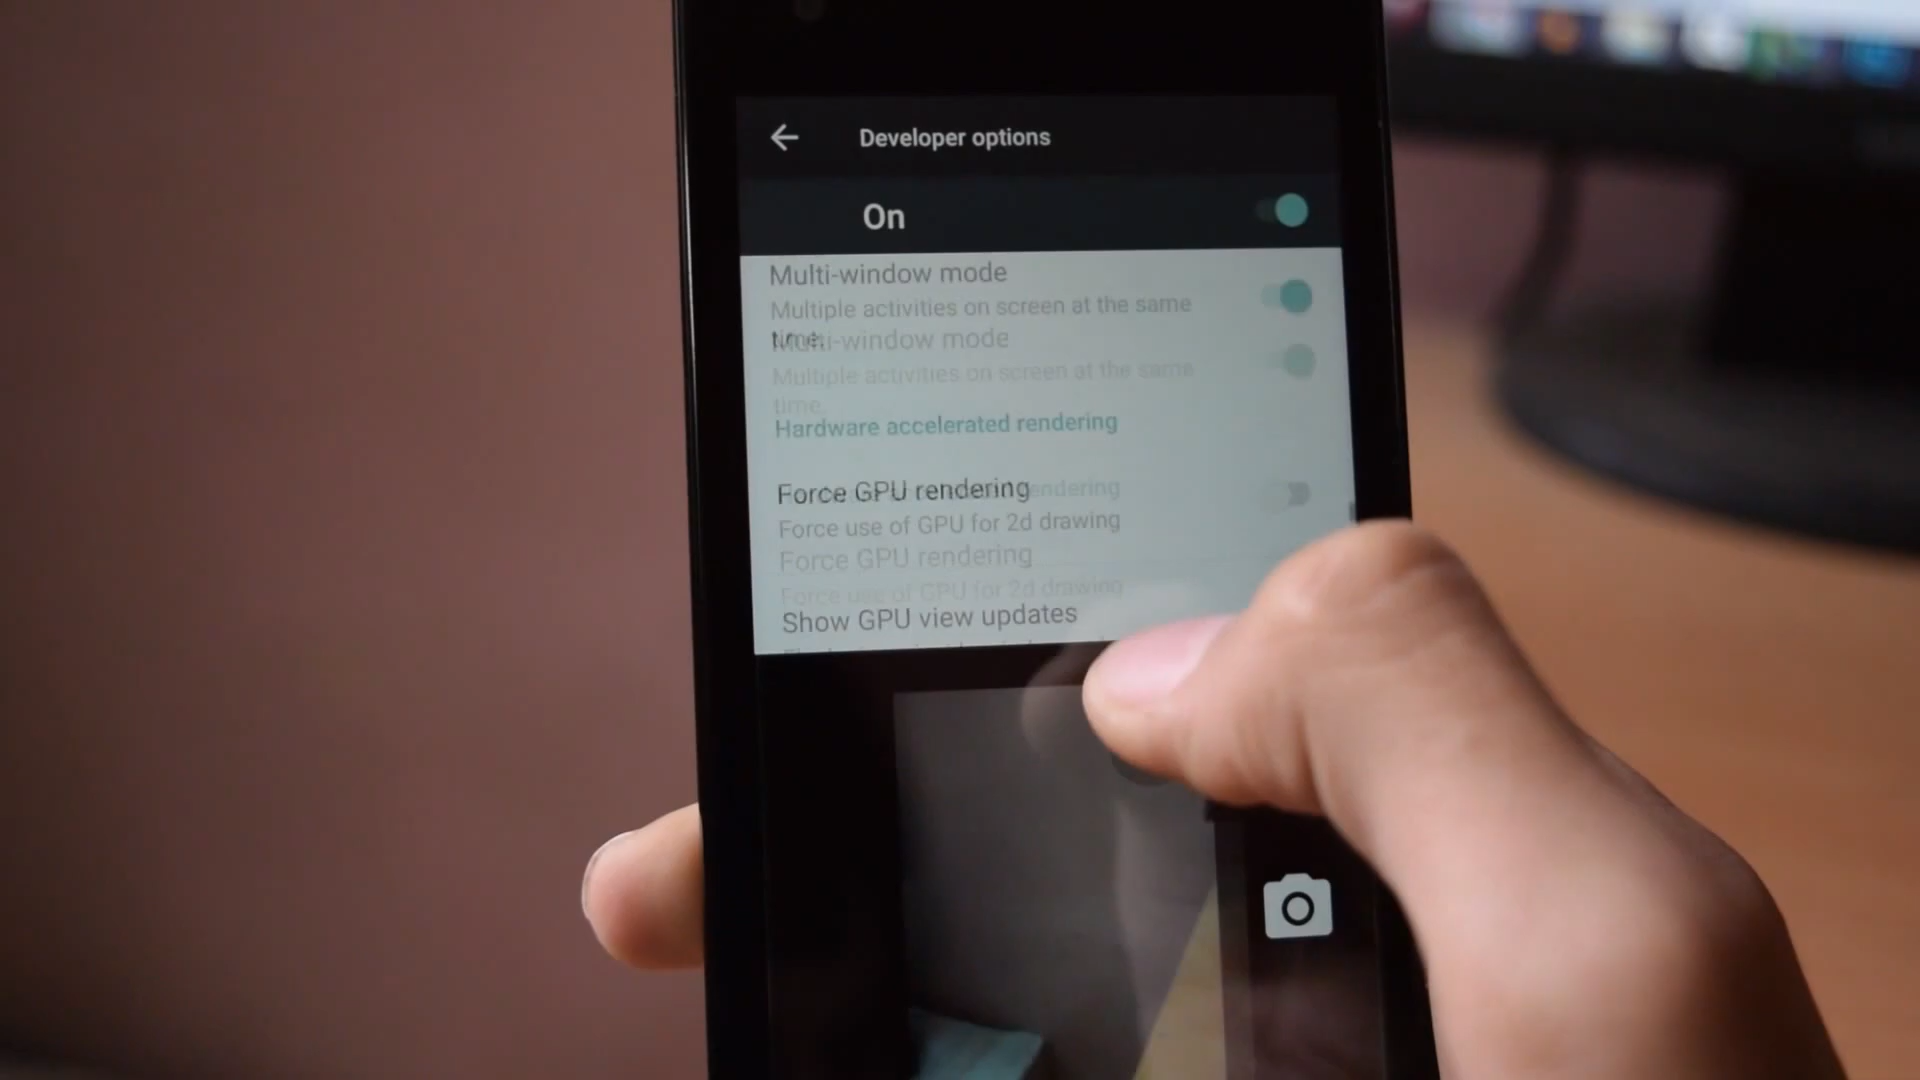 Developer options
On
Multi-window mode
Multiple activities on screen at the same
time.
Multi-window mode
Multiple activities on screen at the same
time.
Hardware accelerated rendering
Force GPU rendering
Force use of GPU for 2d drawing
Force GPU rendering
Force use of GPU for 2d drawing
Show GPU view updates